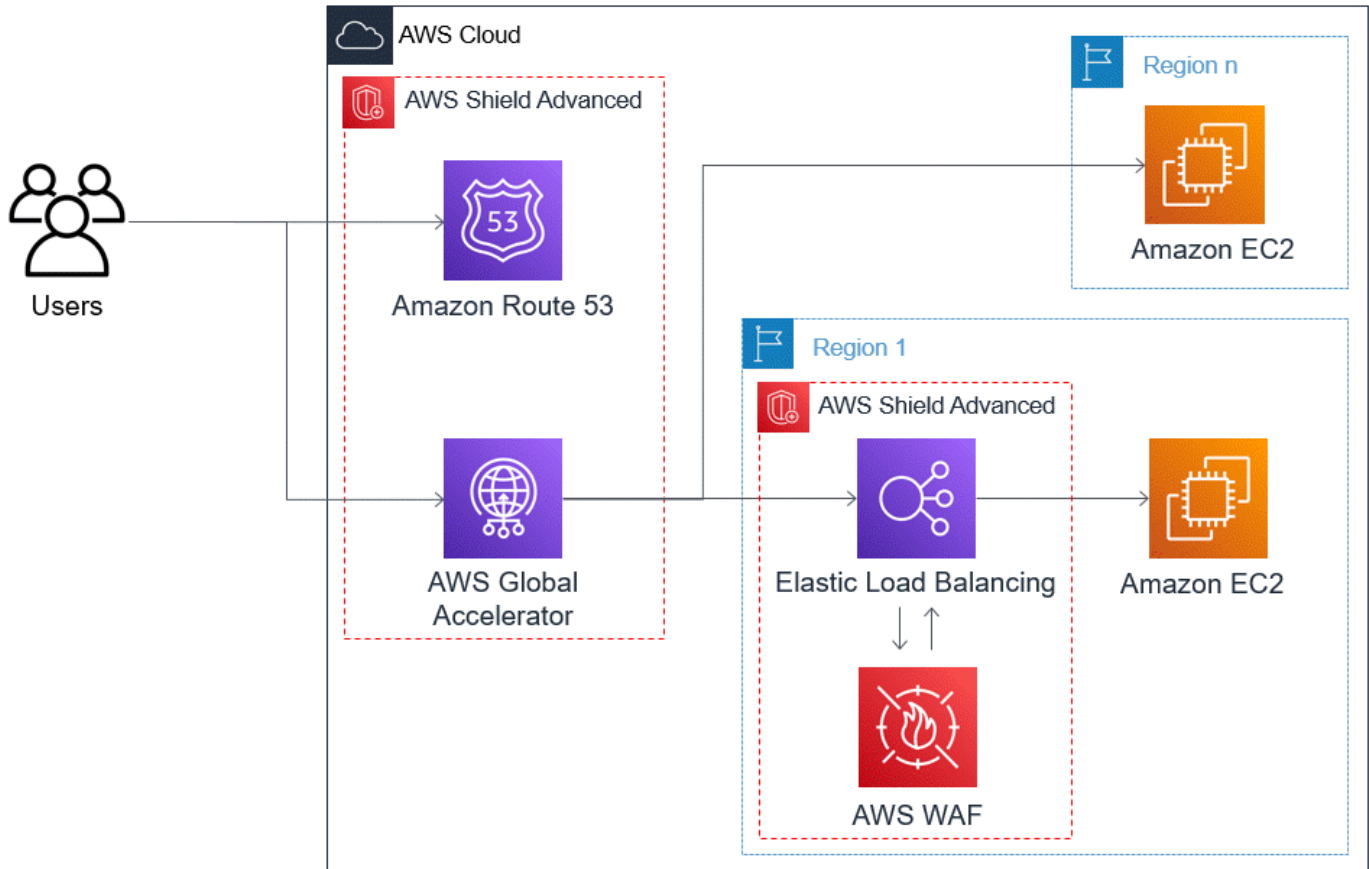 AWS Cloud
AWS Shield Advanced
Region n
53
Amazon EC2
Users
Amazon Route 53
Region 1
AWS Shield Advanced
AWS Global
Accelerator
Elastic Load Balancing
Amazon EC2
AWS WAF